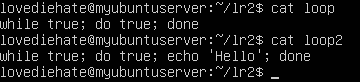 lovediehate@myubuntuserver:~/lr2$ cat loop
while true; do true; done
lovediehate@myubuntuserver:~/lr2$ cat loop2
while true; do true; echo 'Hello'; done
lovediehate@myubuntuserver:~/lr2$ _